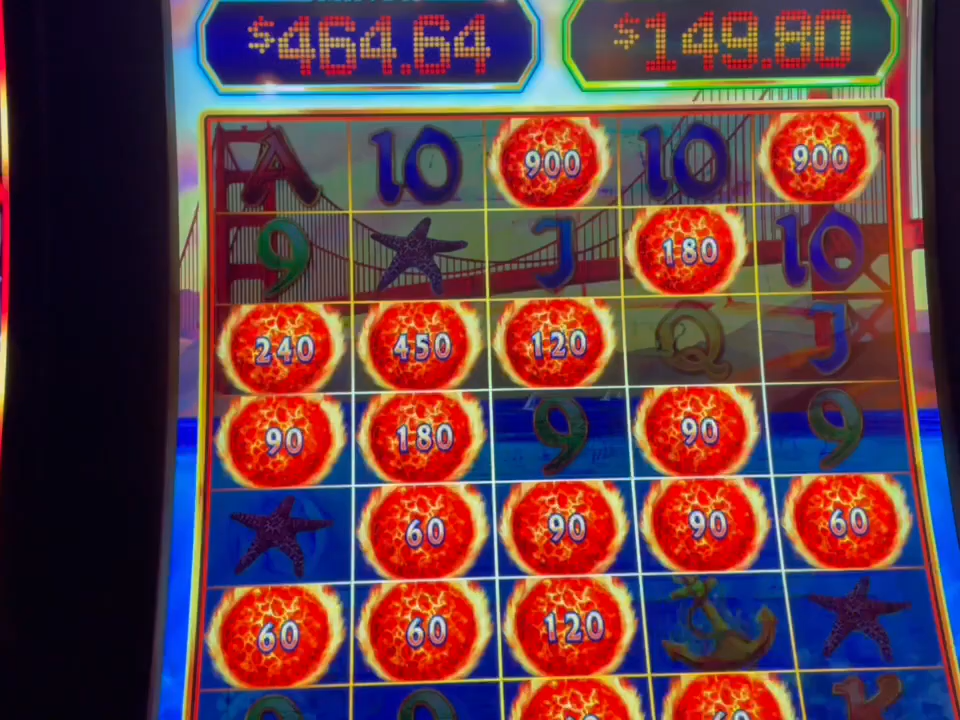 $464.64 $149.80
A 10 900 10 900
9 J 180 10
240 450 120 Q J
90 180 9 90 9
60 90 90 60
60 60 120